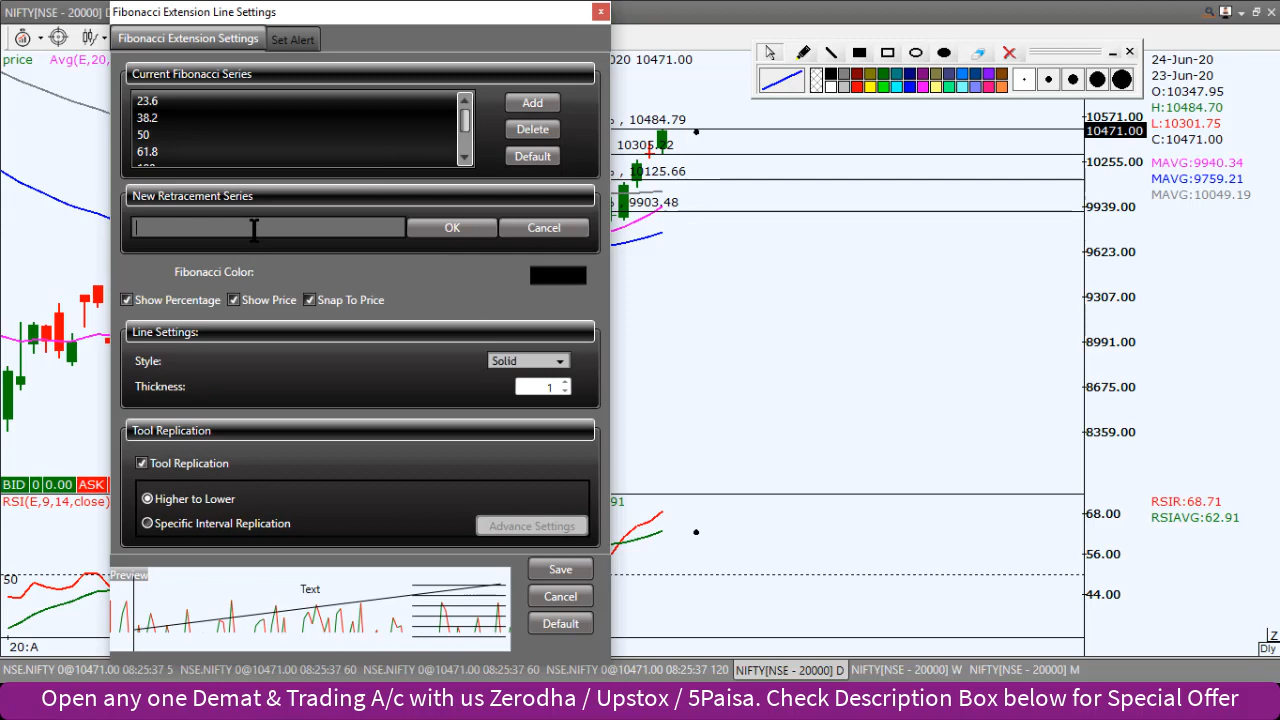 NIFTY[NSE - 20000]
Fibonacci Extension Line Settings
Fibonacci Extension Settings
Set Alert
price
Avg(E,20,
2020 10471.00
24-Jun-20
23-Jun-20
O:10347.95
H:10484.70
L:10301.75
C:10471.00
MAVG:9940.34
MAVG:9759.21
MAVG:10049.19
Current Fibonacci Series
23.6
38.2
50
61.8
Add
Delete
Default
% , 10484.79
10305.22
% , 10125.66
% , 9903.48
10571.00
10471.00
10255.00
9939.00
9623.00
9307.00
8991.00
8675.00
8359.00
New Retracement Series
OK
Cancel
Fibonacci Color:
Show Percentage
Show Price
Snap To Price
Line Settings:
Style:
Solid
Thickness:
1
Tool Replication
Tool Replication
Higher to Lower
Specific Interval Replication
Advance Settings
BID
0
0.00
ASK
RSI(E,9,14,close)
91
RSIR:68.71
RSIAVG:62.91
68.00
56.00
44.00
50
Preview
Text
Save
Cancel
Default
20:A
Z
Dly
NSE.NIFTY 0@10471.00 08:25:37 5
NSE.NIFTY 0@10471.00 08:25:37 60
NSE.NIFTY 0@10471.00 08:25:37 60
NSE.NIFTY 0@10471.00 08:25:37 120
NIFTY[NSE - 20000] D
NIFTY[NSE - 20000] W
NIFTY[NSE - 20000] M
Open any one Demat & Trading A/c with us Zerodha / Upstox / 5Paisa. Check Description Box below for Special Offer